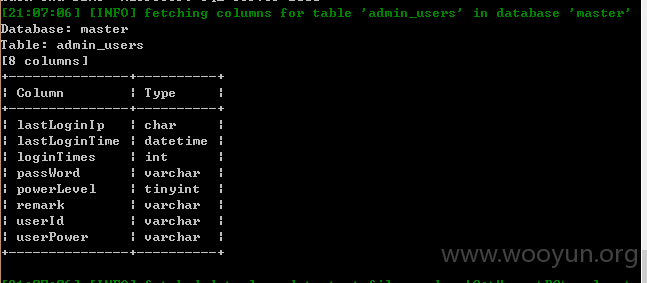 [21:07:06] [INFO] fetching columns for table 'admin_users' in database 'master'
Database: master
Table: admin_users
[8 columns]
+---------------+----------+
¦ Column        ¦ Type     ¦
+---------------+----------+
¦ lastLoginIp   ¦ char     ¦
¦ lastLoginTime ¦ datetime ¦
¦ loginTimes    ¦ int      ¦
¦ passWord      ¦ varchar  ¦
¦ powerLevel    ¦ tinyint  ¦
¦ remark        ¦ varchar  ¦
¦ userId        ¦ varchar  ¦
¦ userPower     ¦ varchar  ¦
+---------------+----------+
www.wooyun.org